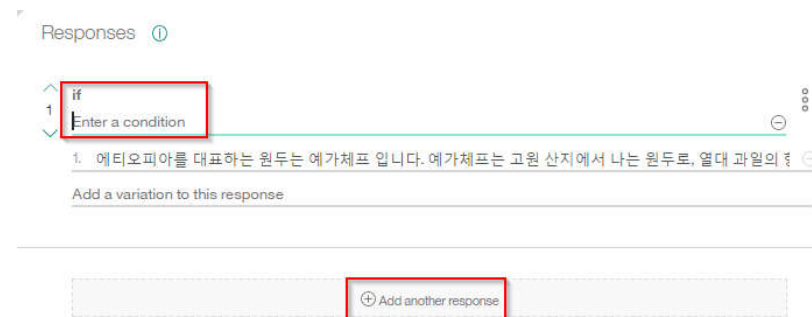 Responses
if
1
Enter a condition
1. 에티오피아를 대표하는 원두는 예가체프 입니다. 예가체프는 고원 산지에서 나는 원두로, 열대 과일의
Add a variation to this response
Add another response